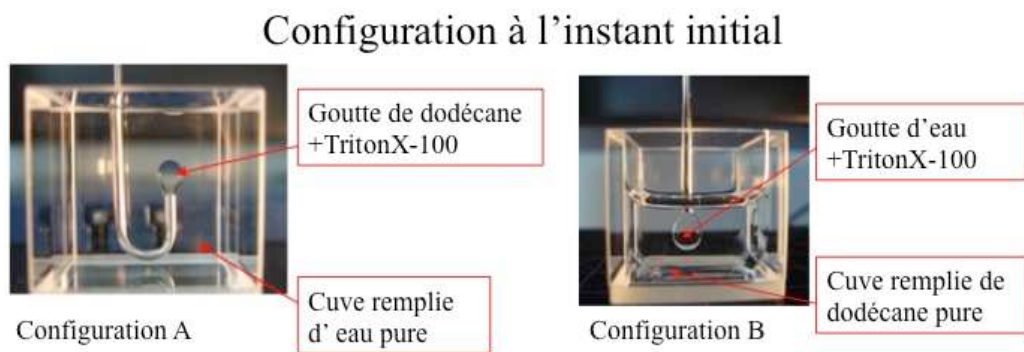 Configuration à l'instant initial
Goutte de dodécane
+TritonX-100
Cuve remplie
d' eau pure
Configuration A
Goutte d'eau
+TritonX-100
Cuve remplie de
dodécane pure
Configuration B